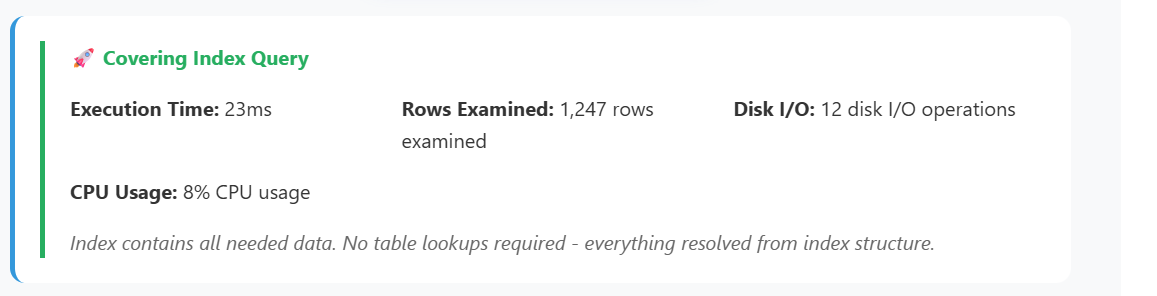 🚀 Covering Index Query
Execution Time: 23ms
Rows Examined: 1,247 rows
examined
Disk I/O: 12 disk I/O operations
CPU Usage: 8% CPU usage
Index contains all needed data. No table lookups required - everything resolved from index structure.